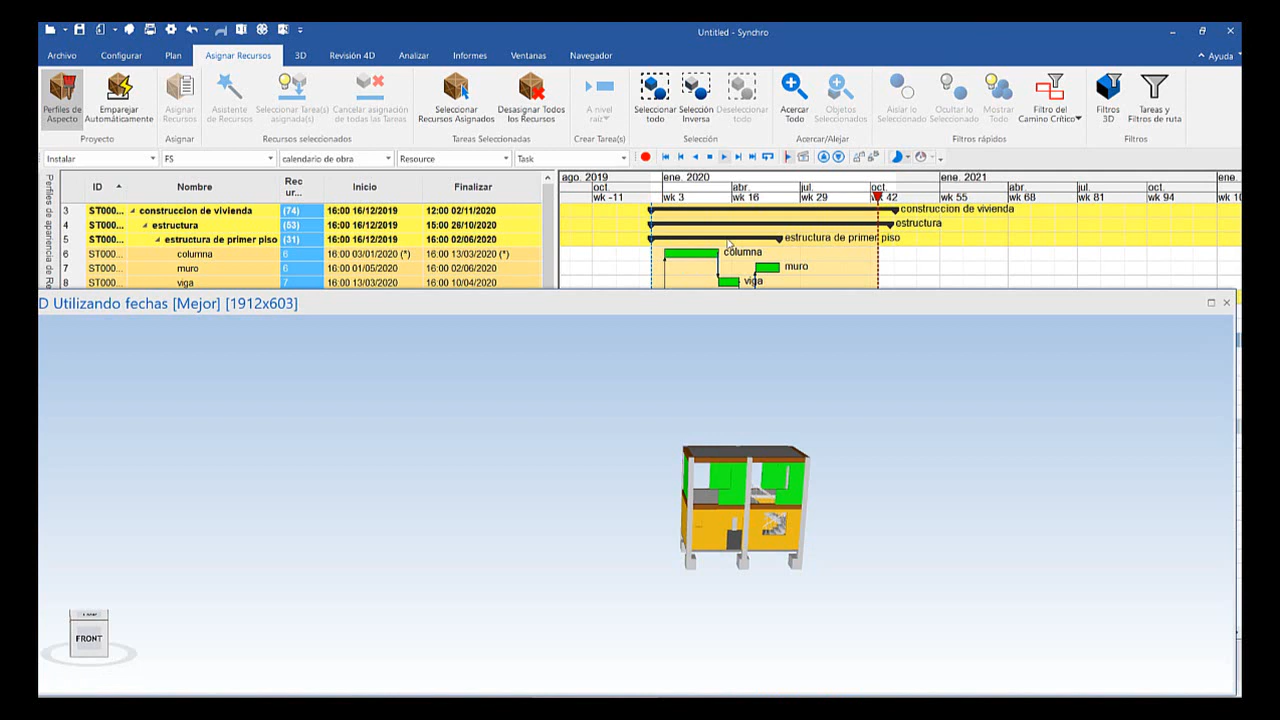 Untitled - Synchro
Archivo Configurar Plan Asignar Recursos 3D Revisión 4D Analizar Informes Ventanas Navegador Ayuda
Perfiles de Aspecto
Emparejar Automáticamente
Asignar Recursos
Asistente de Recursos
Seleccionar Tarea(s) asignada(s)
Cancelar asignación de todas las Tareas
Seleccionar Recursos Asignados
Desasignar Todos los Recursos
A nivel raíz
Seleccionar todo
Selección Inversa
Deseleccionar todo
Acercar Todo
Objetos Seleccionados
Aislar lo Seleccionado
Ocultar lo Seleccionado
Mostrar Todo
Filtro del Camino Crítico
Filtros 3D
Tareas y Filtros de ruta
Proyecto Asignar Recursos seleccionados Tareas Seleccionadas Crear Tarea(s) Selección Acercar/Alejar Filtros rápidos Filtros
Instalar FS calendario de obra Resource Task
ID Nombre Rec ur... Inicio Finalizar
ago. 2019 ene. 2020 ene. 2021 ene.
oct. abr. jul. oct. abr. jul. oct.
wk -11 wk 3 wk 16 wk 29 wk 42 wk 55 wk 68 wk 81 wk 94 wk 10
3 ST000... construccion de vivienda (74) 16:00 16/12/2019 12:00 02/11/2020 construccion de vivienda
4 ST000... estructura (53) 16:00 16/12/2019 15:00 26/10/2020 estructura
5 ST000... estructura de primer piso (31) 16:00 16/12/2019 16:00 02/06/2020 estructura de primer piso
6 ST000... columna 6 16:00 03/01/2020 (*) 16:00 13/03/2020 (*) columna
7 ST000... muro 6 16:00 01/05/2020 16:00 02/06/2020 muro
8 ST000... viga 7 16:00 13/03/2020 16:00 10/04/2020 viga
D Utilizando fechas [Mejor] [1912x603]
FRONT